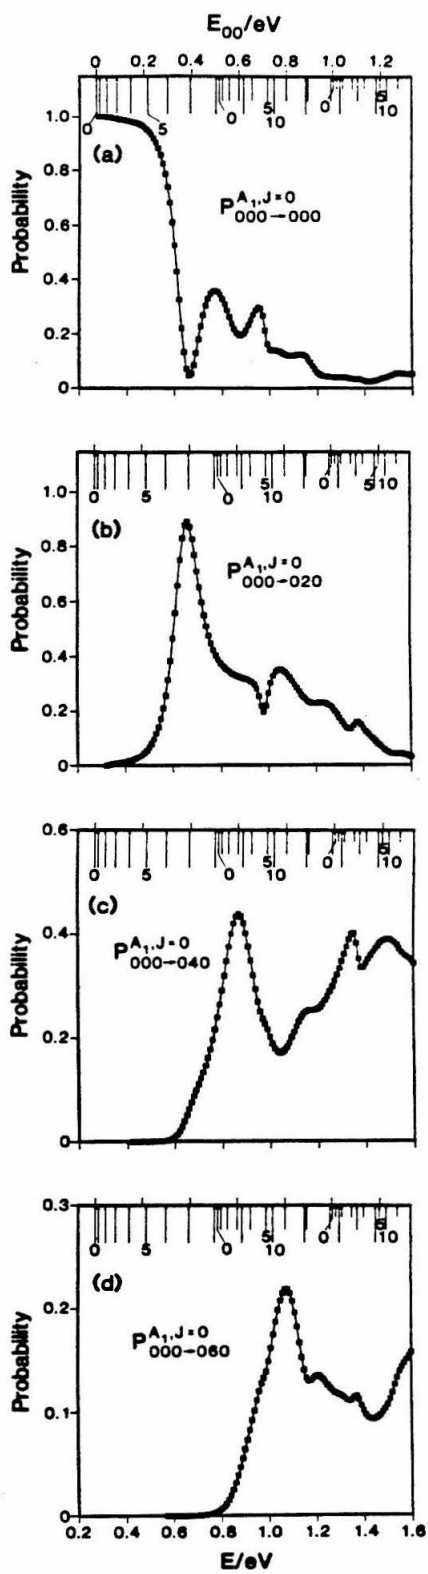 E00/eV
0 0.2 0.4 0.6 0.8 1.0 1.2
0 5 0 5 10 0 5 10
(a)
P^A1,J=0 000→000
Probability
1.0
0.8
0.6
0.4
0.2
0
0 5 0 5 10 0 5 10
(b)
P^A1,J=0 000→020
Probability
1.0
0.8
0.6
0.4
0.2
0
0 5 0 5 10 0 5 10
(c)
P^A1,J=0 000→040
Probability
0.6
0.4
0.2
0
0 5 0 5 10 0 5 10
(d)
P^A1,J=0 000→060
Probability
0.3
0.2
0.1
0
0.2 0.4 0.6 0.8 1.0 1.2 1.4 1.6
E/eV